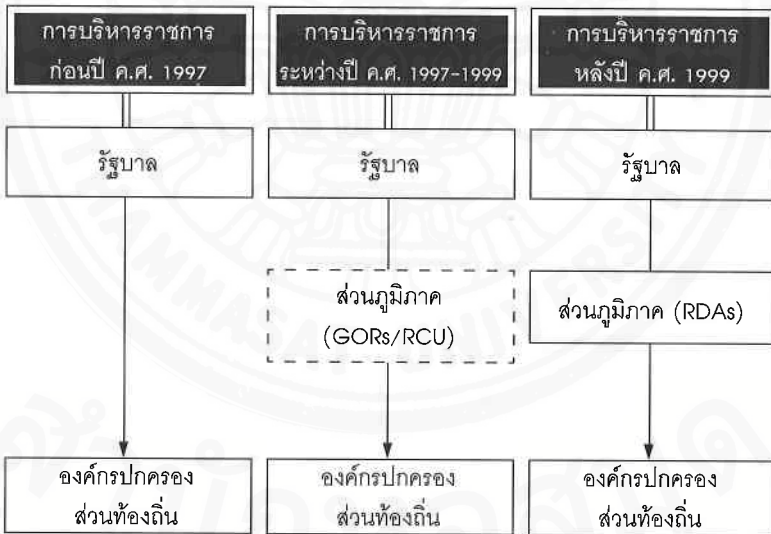 การบริหารราชการ
ก่อนปี ค.ศ. 1997
รัฐบาล
องค์กรปกครอง
ส่วนท้องถิ่น
การบริหารราชการ
ระหว่างปี ค.ศ. 1997-1999
รัฐบาล
ส่วนภูมิภาค
(GORs/RCU)
องค์กรปกครอง
ส่วนท้องถิ่น
การบริหารราชการ
หลังปี ค.ศ. 1999
รัฐบาล
ส่วนภูมิภาค (RDAs)
องค์กรปกครอง
ส่วนท้องถิ่น
THAMMASAT UNIVERSITY